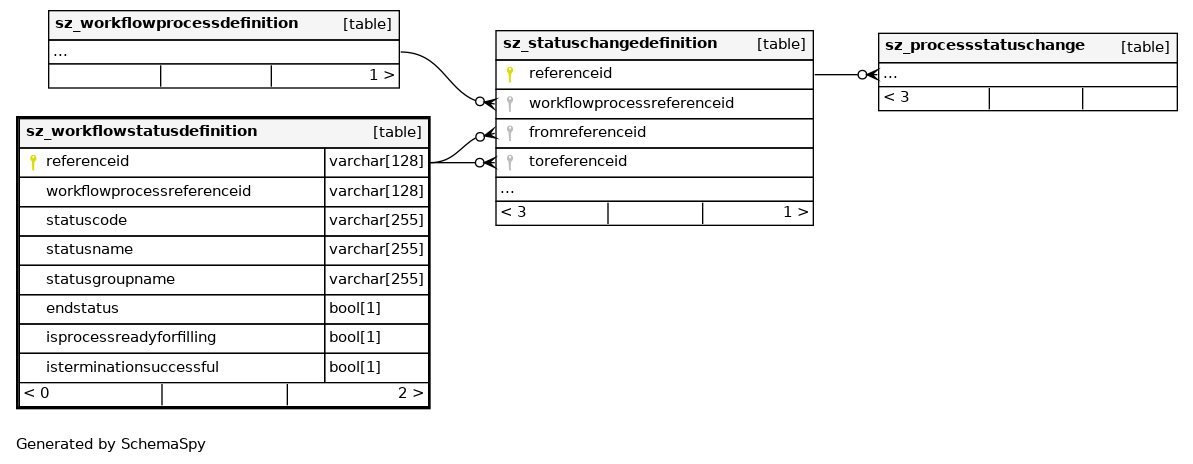 sz_workflowprocessdefinition [table]
...
1 >
sz_workflowstatusdefinition [table]
referenceid varchar[128]
workflowprocessreferenceid varchar[128]
statuscode varchar[255]
statusname varchar[255]
statusgroupname varchar[255]
endstatus bool[1]
isprocessreadyforfilling bool[1]
isterminationsuccessful bool[1]
< 0 2 >
sz_statuschangedefinition [table]
referenceid
workflowprocessreferenceid
fromreferenceid
toreferenceid
...
< 3 1 >
sz_processstatuschange [table]
...
< 3
Generated by SchemaSpy